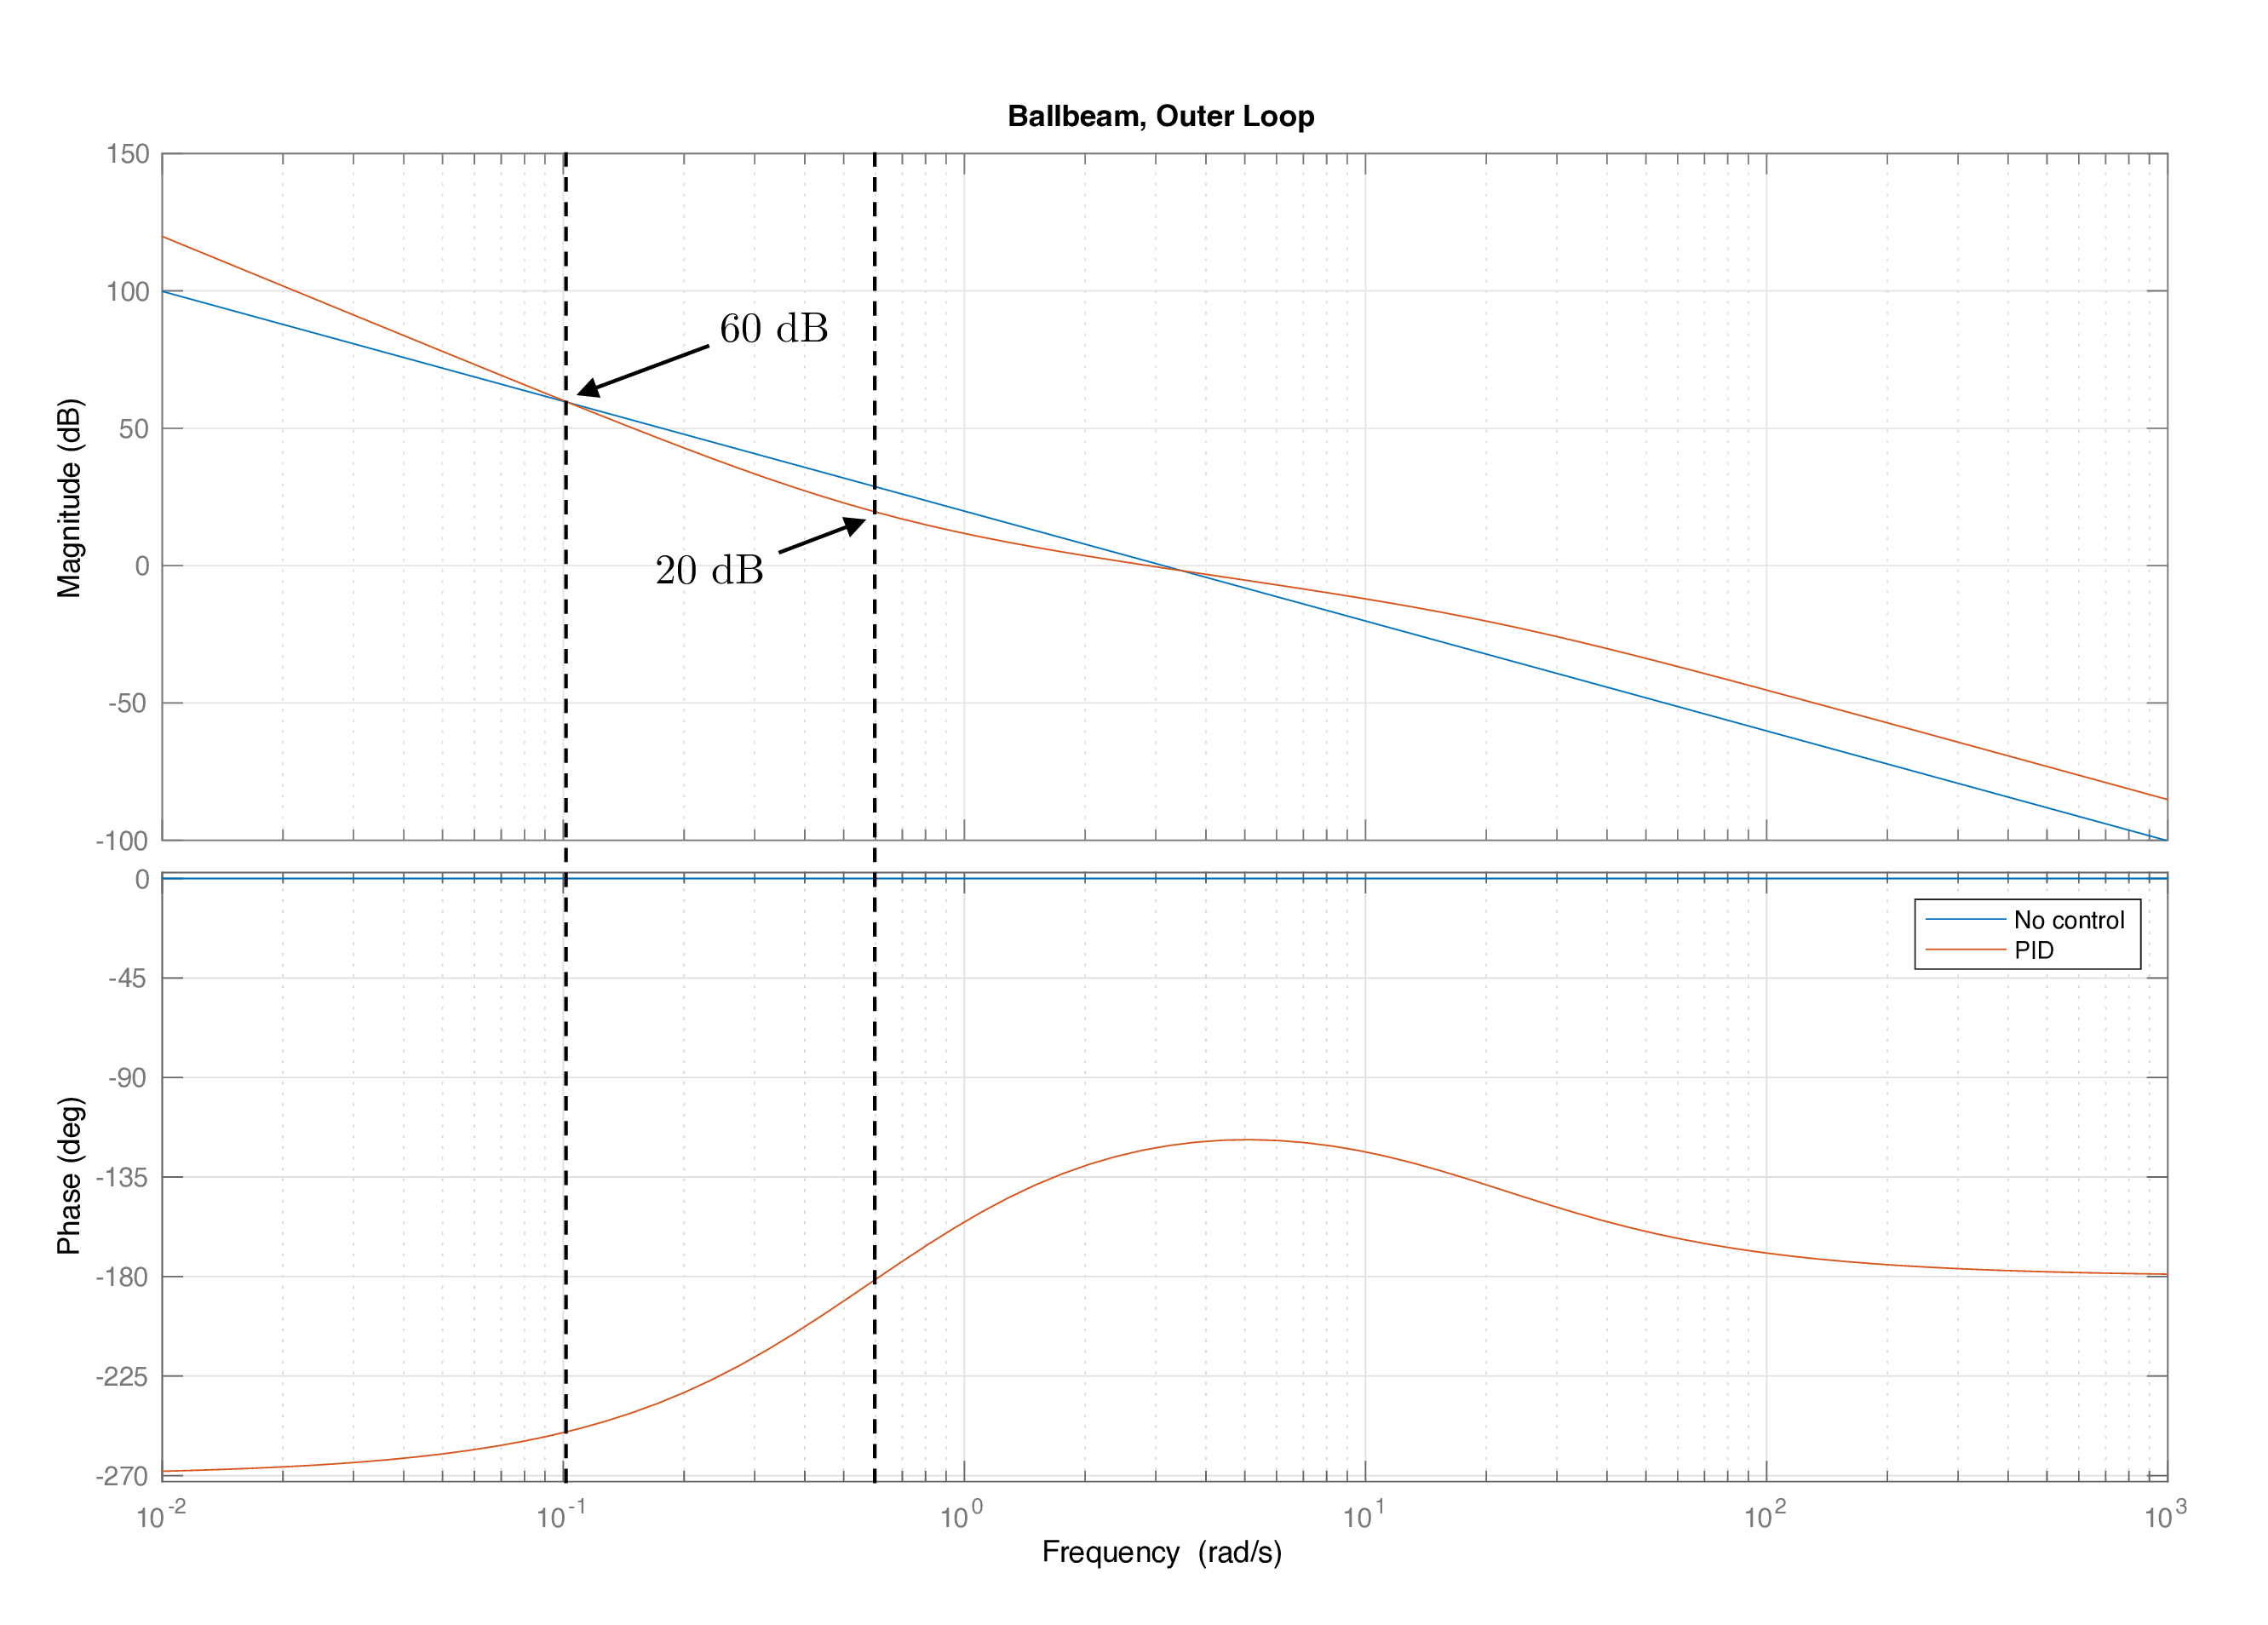 Ballbeam, Outer Loop
150
100
50
0
-50
-100
Magnitude (dB)
60 dB
20 dB
0
-45
-90
-135
-180
-225
-270
Phase (deg)
No control
PID
10^-2
10^-1
10^0
10^1
10^2
10^3
Frequency (rad/s)